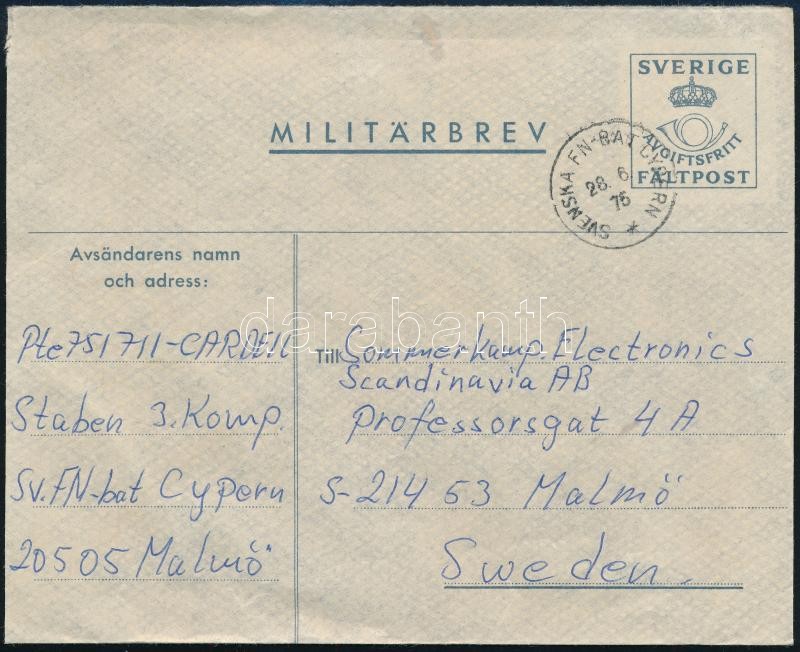 SVERIGE
AVGIFTSFRITT
FÄLTPOST
MILITÄRBREV
SVENSKA FN-BAT CYPERN *
28. 6. 75
Avsändarens namn
och adress:
Pte 751711-CARDELL
Staben 3. Komp.
Sv. FN-bat Cypern
20505 Malmö
Till Sommerkamp. Electronics
Scandinavia AB
Professorsgat 4 A
S-214 53 Malmö
Sweden.
darabanth